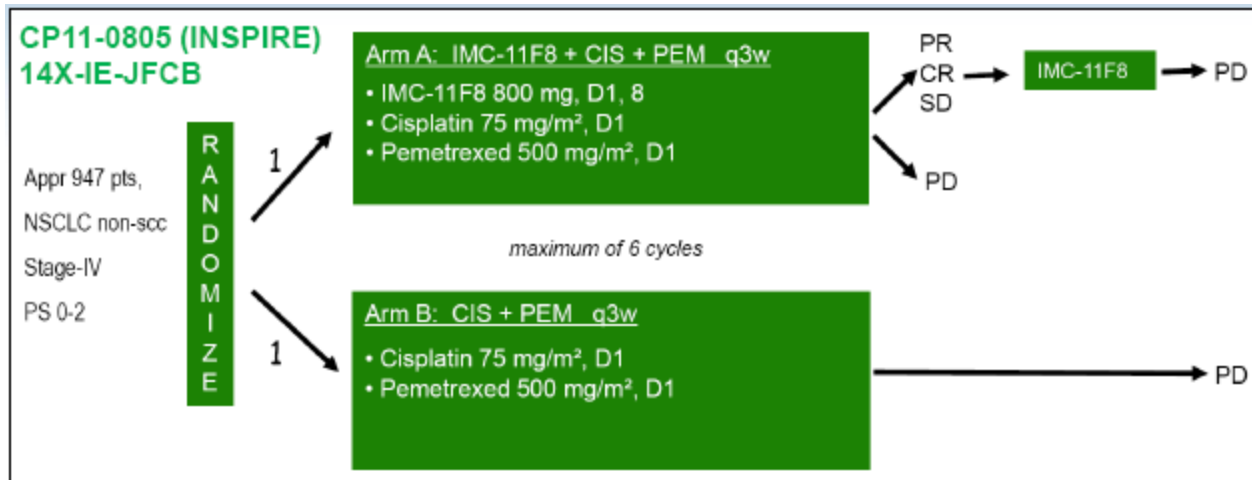 CP11-0805 (INSPIRE)
14X-IE-JFCB
Appr 947 pts,
NSCLC non-scc
Stage-IV
PS 0-2
RANDOMIZE
1
1
Arm A: IMC-11F8 + CIS + PEM q3w
• IMC-11F8 800 mg, D1, 8
• Cisplatin 75 mg/m², D1
• Pemetrexed 500 mg/m², D1
PR
CR
SD
IMC-11F8
PD
PD
maximum of 6 cycles
Arm B: CIS + PEM q3w
• Cisplatin 75 mg/m², D1
• Pemetrexed 500 mg/m², D1
PD